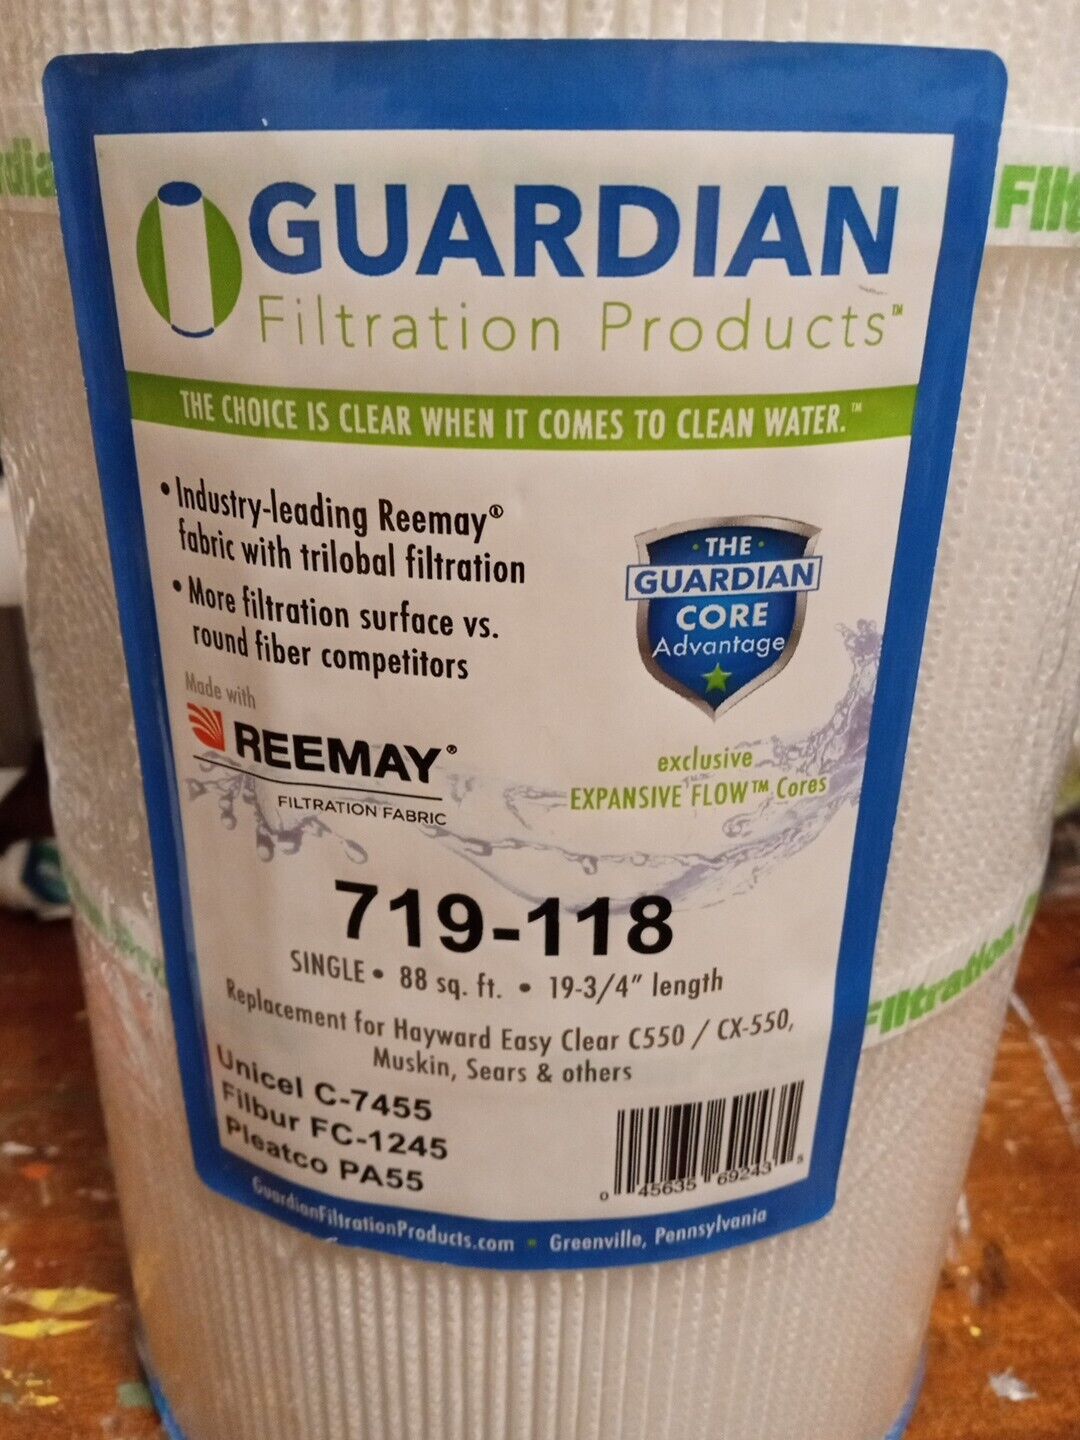 GUARDIAN
Filtration Products™
THE CHOICE IS CLEAR WHEN IT COMES TO CLEAN WATER.™
• Industry-leading Reemay®
fabric with trilobal filtration
• More filtration surface vs.
round fiber competitors
Made with
REEMAY®
FILTRATION FABRIC
• THE •
GUARDIAN
CORE
Advantage
exclusive
EXPANSIVE FLOW™ Cores
719-118
SINGLE • 88 sq. ft. • 19-3/4" length
Replacement for Hayward Easy Clear C550 / CX-550,
Muskin, Sears & others
Unicel C-7455
Filbur FC-1245
Pleatco PA55
0 45635 69243 5
GuardianFiltrationProducts.com • Greenville, Pennsylvania
Filtration